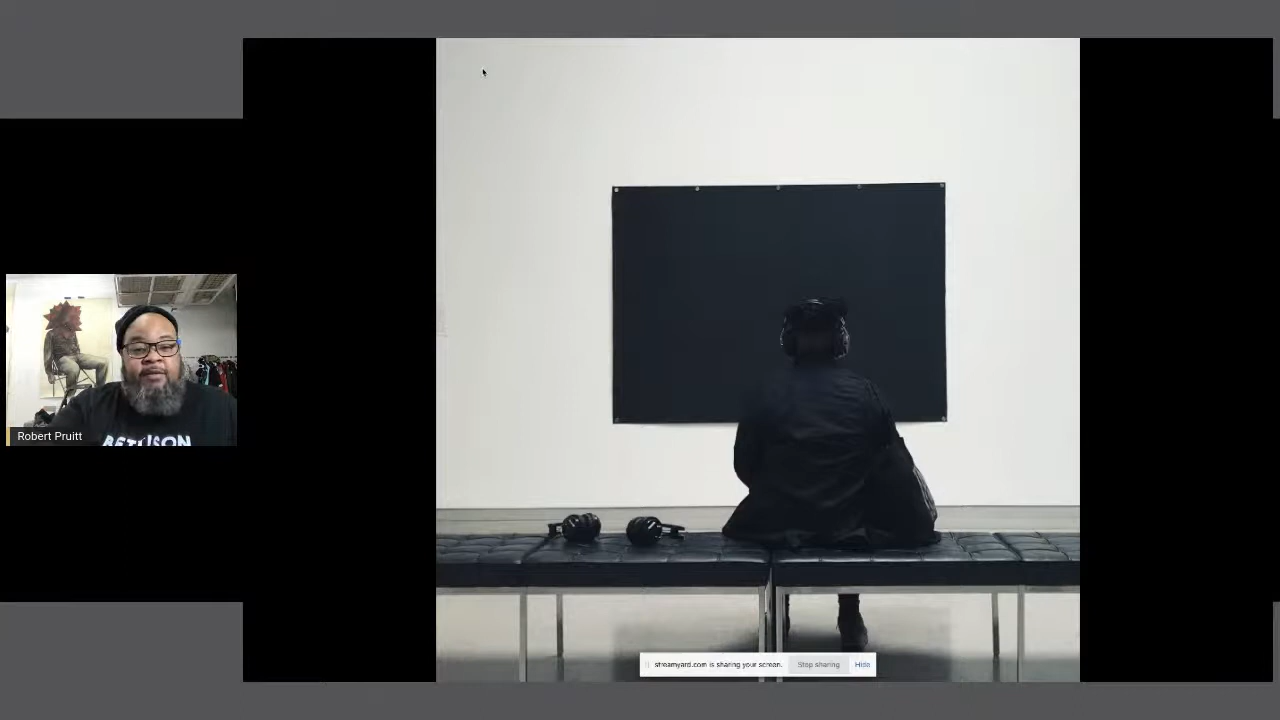 Robert Pruitt
streamyard.com is sharing your screen.
Stop sharing
Hide